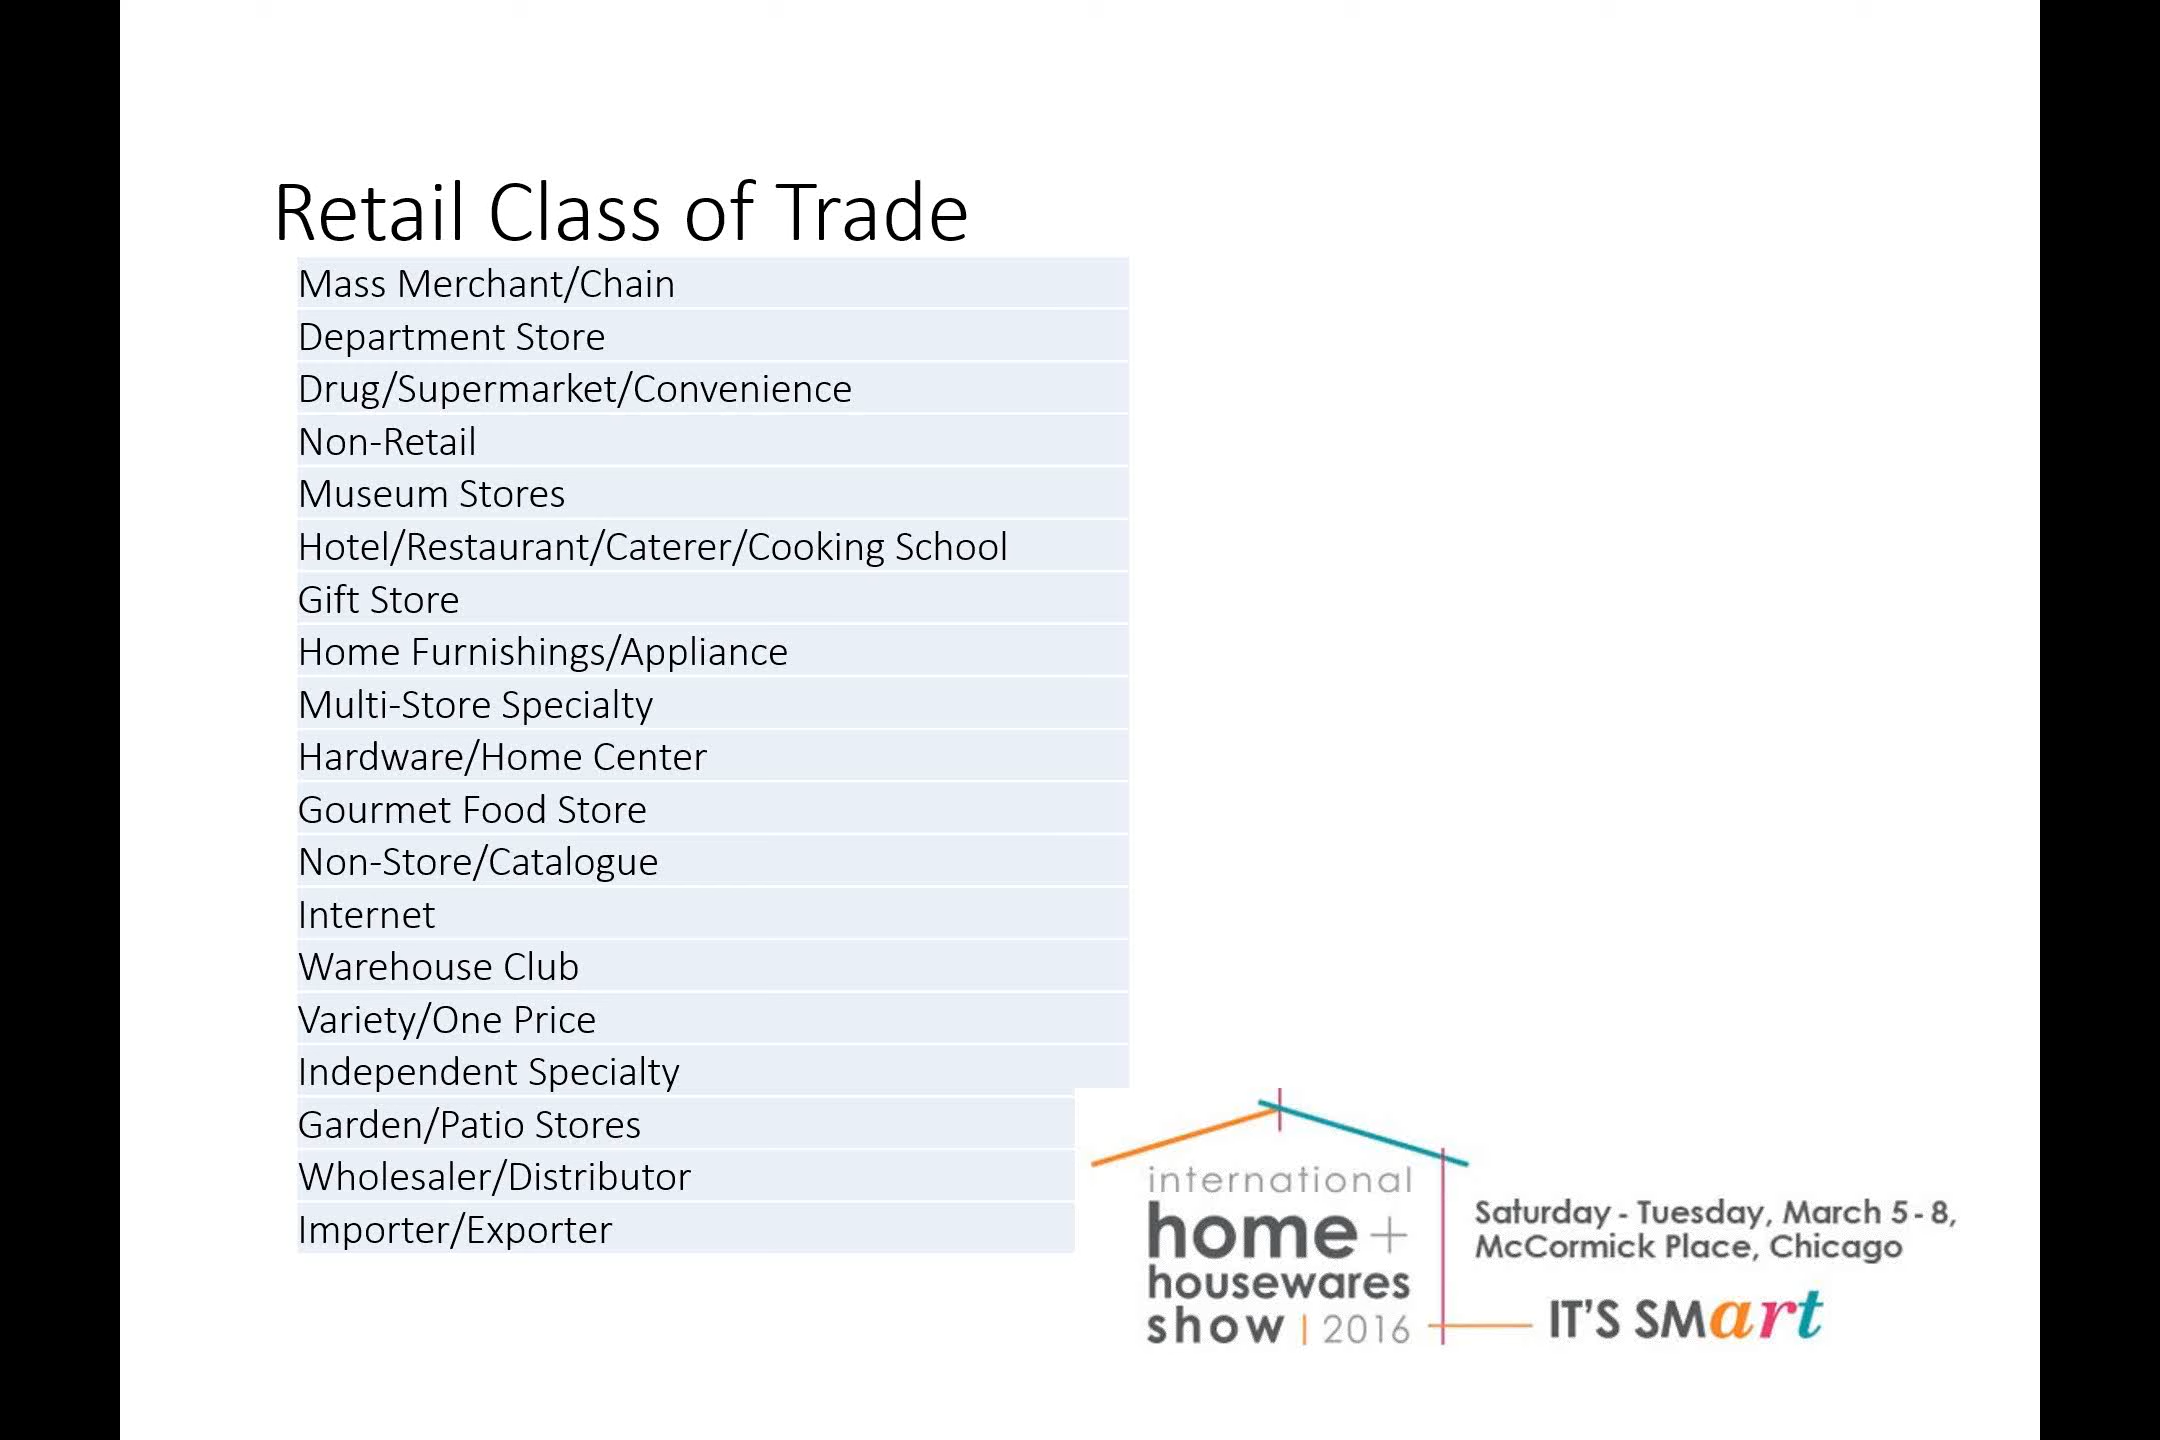 Retail Class of Trade
Mass Merchant/Chain
Department Store
Drug/Supermarket/Convenience
Non-Retail
Museum Stores
Hotel/Restaurant/Caterer/Cooking School
Gift Store
Home Furnishings/Appliance
Multi-Store Specialty
Hardware/Home Center
Gourmet Food Store
Non-Store/Catalogue
Internet
Warehouse Club
Variety/One Price
Independent Specialty
Garden/Patio Stores
Wholesaler/Distributor
Importer/Exporter
international
home +
housewares
show | 2016
Saturday - Tuesday, March 5 - 8,
McCormick Place, Chicago
IT'S SMart